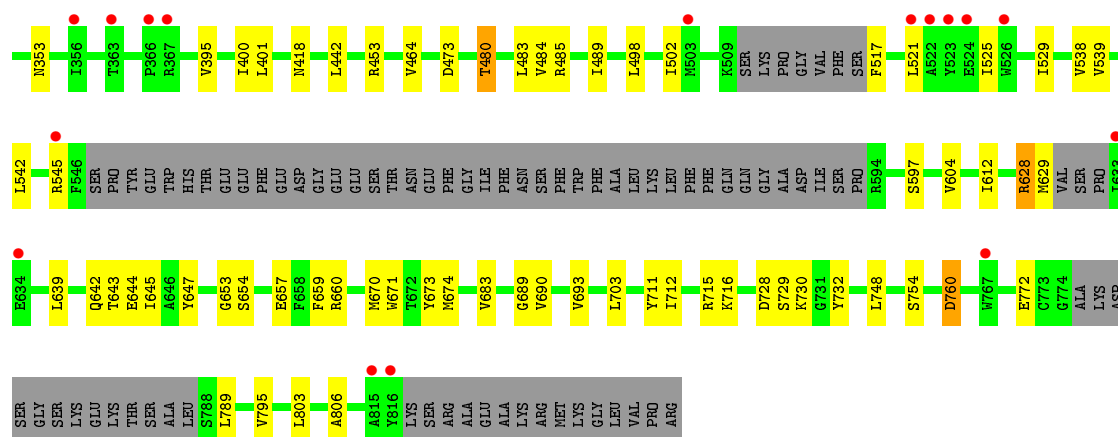 N353 I356 T363 P366 R367 V395 I400 L401 N418 L442 R453 V464 D473 T480 L483 V484 R485 I489 L498 I502 M503 K509 SER LYS PRO GLY VAL PHE SER F517 L521 A522 Y523 E524 I525 W526 I529 V538 V539
L542 R545 F546 SER PRO TYR GLU TRP HIS THR GLU GLU PHE GLU ASP GLY GLU GLU SER THR ASN GLU PHE GLY ILE PHE ASN SER PHE TRP PHE ALA LEU LYS LEU PHE PHE GLN GLN GLY ALA ASP ILE SER PRO R594 S597 V604 I612 R628 M629 VAL SER PRO I633
E634 L639 Q642 T643 E644 I645 A646 Y647 G653 S654 E657 F658 F659 R660 M670 W671 T672 Y673 M674 V683 G689 V690 V693 L703 Y711 I712 R715 K716 D728 S729 K730 G731 Y732 L748 S754 D760 W767 E772 C773 G774 ALA LYS ASP
SER GLY SER LYS GLU LYS THR SER ALA LEU S788 L789 V795 L803 A806 A815 Y816 LYS SER ARG ALA GLU ALA LYS ARG MET LYS GLY LEU VAL PRO ARG